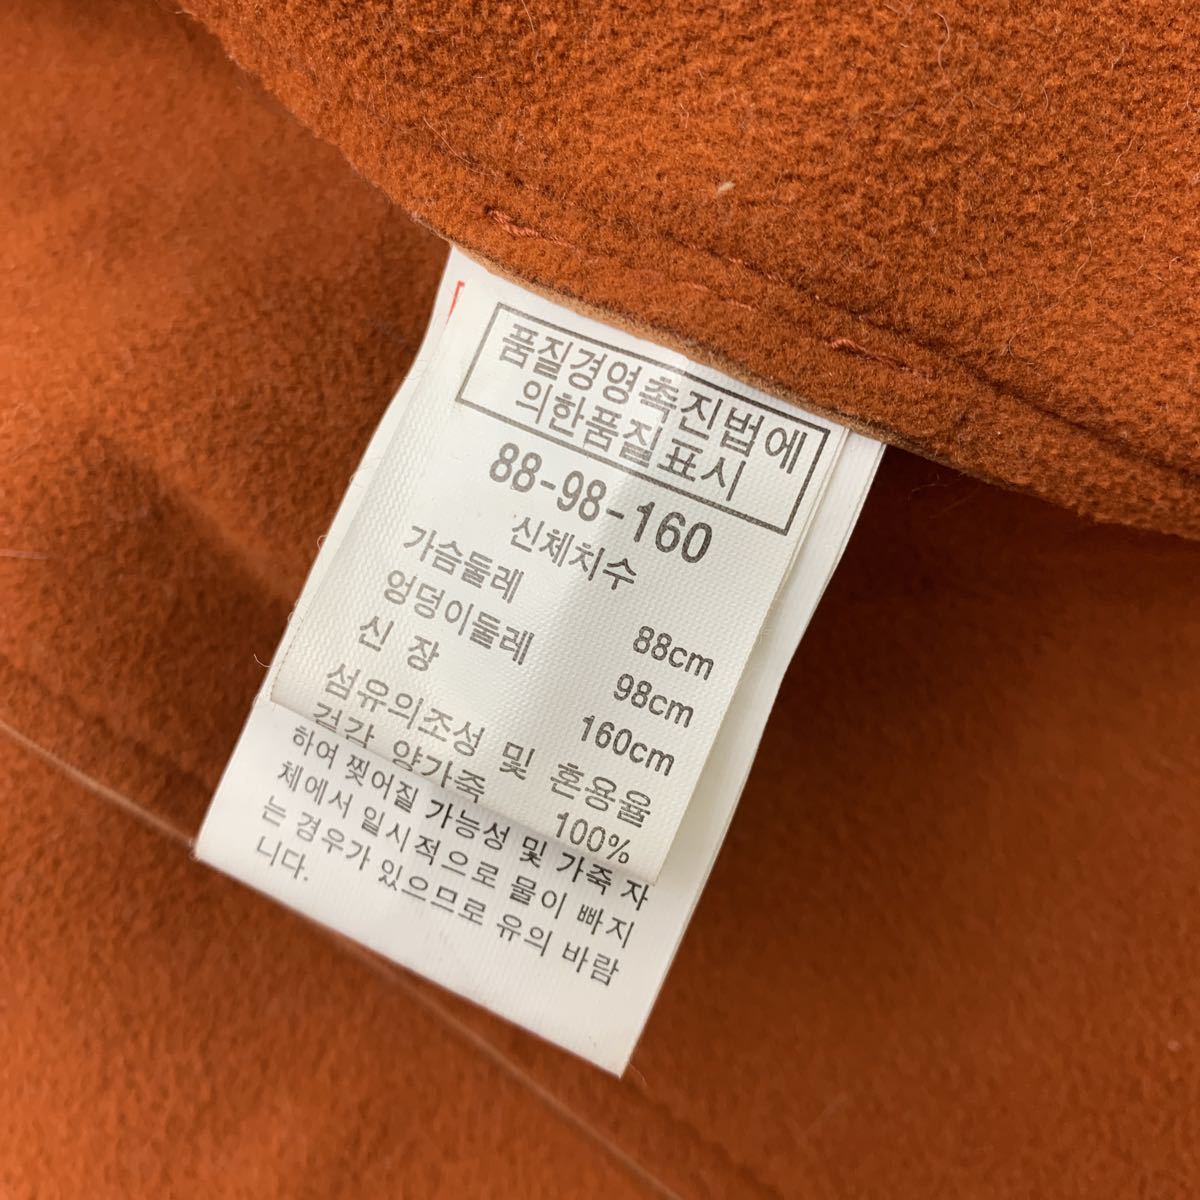 품질경영촉진법에
의한품질표시
88-98-160
신체치수
가슴둘레 88cm
엉덩이둘레 98cm
신 장 160cm
섬유의조성 및 혼용율
겉감 양가죽 100%
하여 찢어질 가능성 및 가죽 자
체에서 일시적으로 물이 빠지
는 경우가 있으므로 유의 바람
니다.